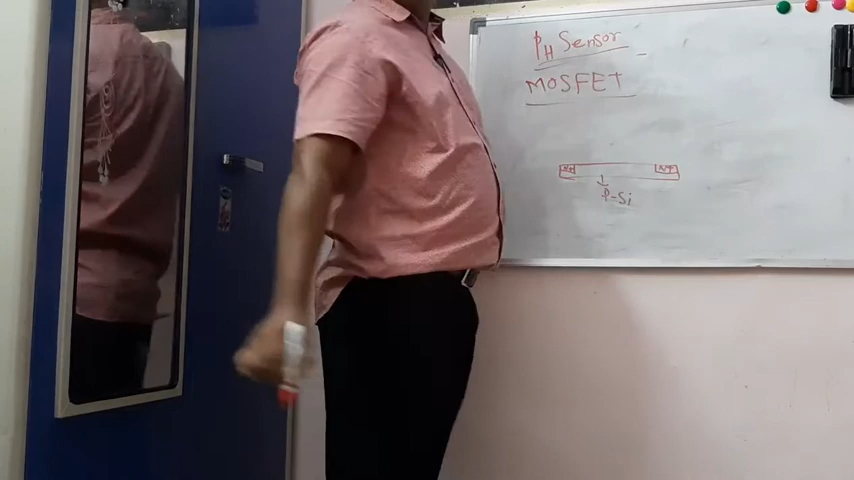 PH Sensor
MOSFET
n+ n+
P-Si